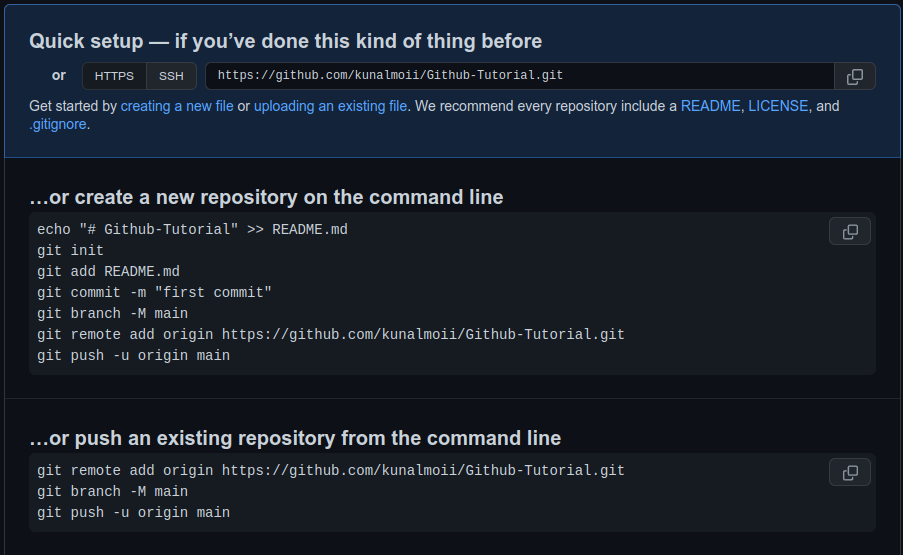 Quick setup — if you’ve done this kind of thing before
or HTTPS SSH https://github.com/kunalmoii/Github-Tutorial.git
Get started by creating a new file or uploading an existing file. We recommend every repository include a README, LICENSE, and
.gitignore.
…or create a new repository on the command line
echo "# Github-Tutorial" >> README.md
git init
git add README.md
git commit -m "first commit"
git branch -M main
git remote add origin https://github.com/kunalmoii/Github-Tutorial.git
git push -u origin main
…or push an existing repository from the command line
git remote add origin https://github.com/kunalmoii/Github-Tutorial.git
git branch -M main
git push -u origin main